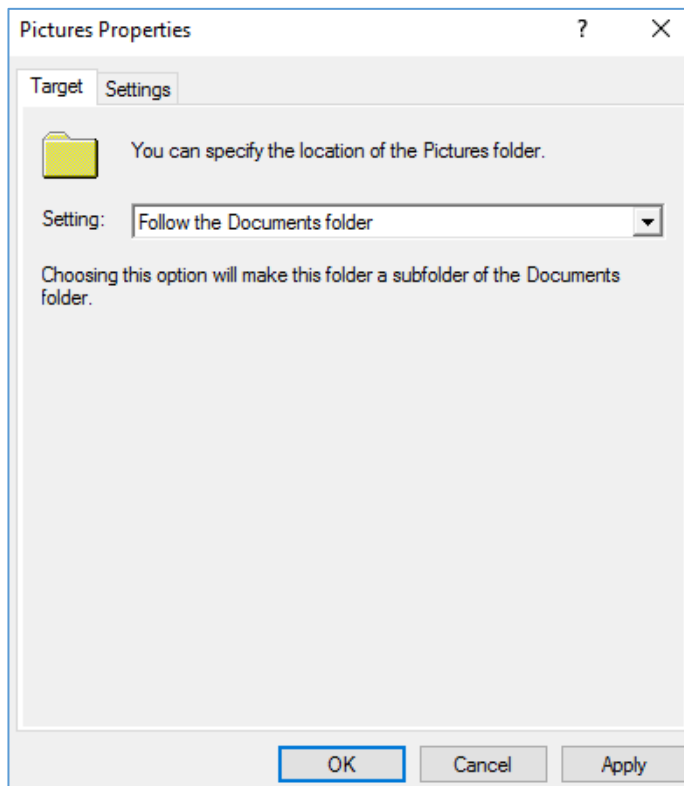 Pictures Properties ?
Target Settings
You can specify the location of the Pictures folder.
Setting: Follow the Documents folder
Choosing this option will make this folder a subfolder of the Documents
folder.
OK Cancel Apply